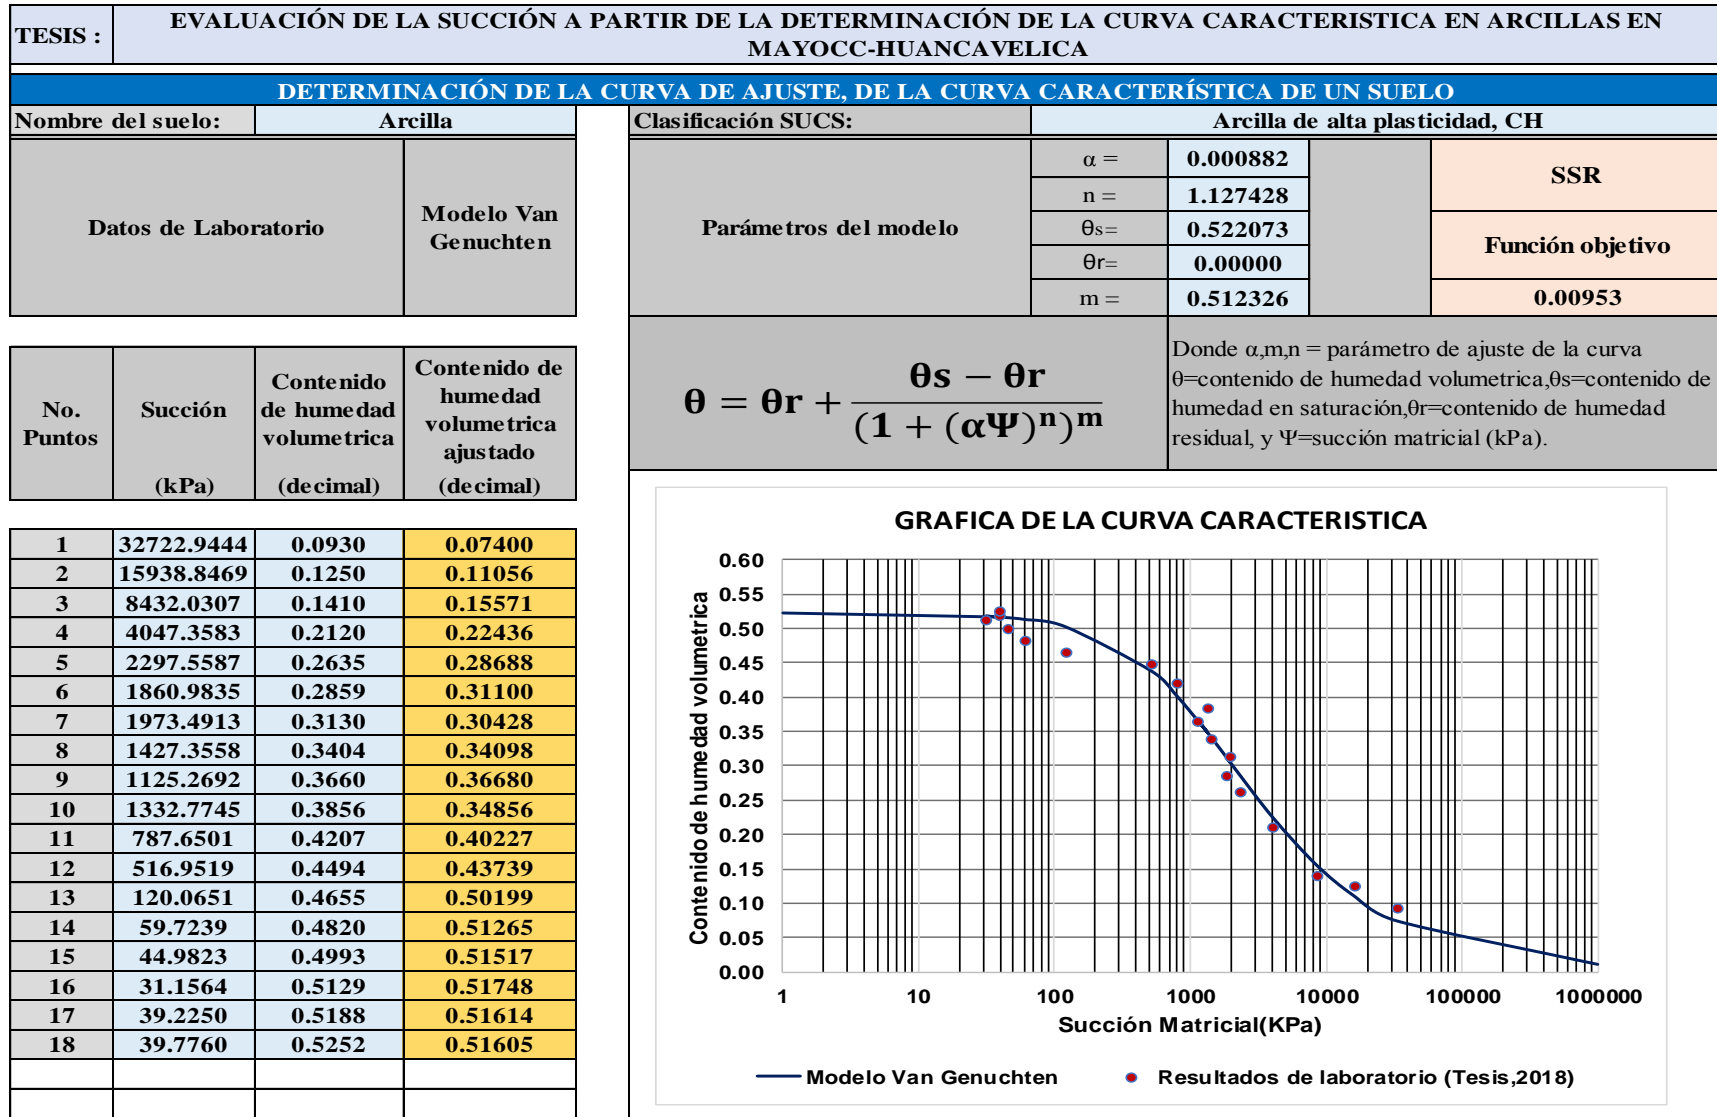 TESIS :
EVALUACIÓN DE LA SUCCIÓN A PARTIR DE LA DETERMINACIÓN DE LA CURVA CARACTERISTICA EN ARCILLAS EN
MAYOCC-HUANCAVELICA
DETERMINACIÓN DE LA CURVA DE AJUSTE, DE LA CURVA CARACTERÍSTICA DE UN SUELO
Nombre del suelo: Arcilla
Clasificación SUCS: Arcilla de alta plasticidad, CH
Datos de Laboratorio
Modelo Van
Genuchten
Parámetros del modelo
α = 0.000882
n = 1.127428
θs= 0.522073
θr= 0.00000
m = 0.512326
SSR
Función objetivo
0.00953
θ = θr + θs − θr / (1 + (αΨ)^n)^m
Donde α,m,n = parámetro de ajuste de la curva
θ=contenido de humedad volumetrica,θs=contenido de
humedad en saturación,θr=contenido de humedad
residual, y Ψ=succión matricial (kPa).
No.
Puntos
Succión
(kPa)
Contenido
de humedad
volumetrica
(decimal)
Contenido de
humedad
volumetrica
ajustado
(decimal)
1 32722.9444 0.0930 0.07400
2 15938.8469 0.1250 0.11056
3 8432.0307 0.1410 0.15571
4 4047.3583 0.2120 0.22436
5 2297.5587 0.2635 0.28688
6 1860.9835 0.2859 0.31100
7 1973.4913 0.3130 0.30428
8 1427.3558 0.3404 0.34098
9 1125.2692 0.3660 0.36680
10 1332.7745 0.3856 0.34856
11 787.6501 0.4207 0.40227
12 516.9519 0.4494 0.43739
13 120.0651 0.4655 0.50199
14 59.7239 0.4820 0.51265
15 44.9823 0.4993 0.51517
16 31.1564 0.5129 0.51748
17 39.2250 0.5188 0.51614
18 39.7760 0.5252 0.51605
GRAFICA DE LA CURVA CARACTERISTICA
Contenido de humedad volumetrica
0.60
0.55
0.50
0.45
0.40
0.35
0.30
0.25
0.20
0.15
0.10
0.05
0.00
1 10 100 1000 10000 100000 1000000
Succión Matricial(KPa)
Modelo Van Genuchten
Resultados de laboratorio (Tesis,2018)